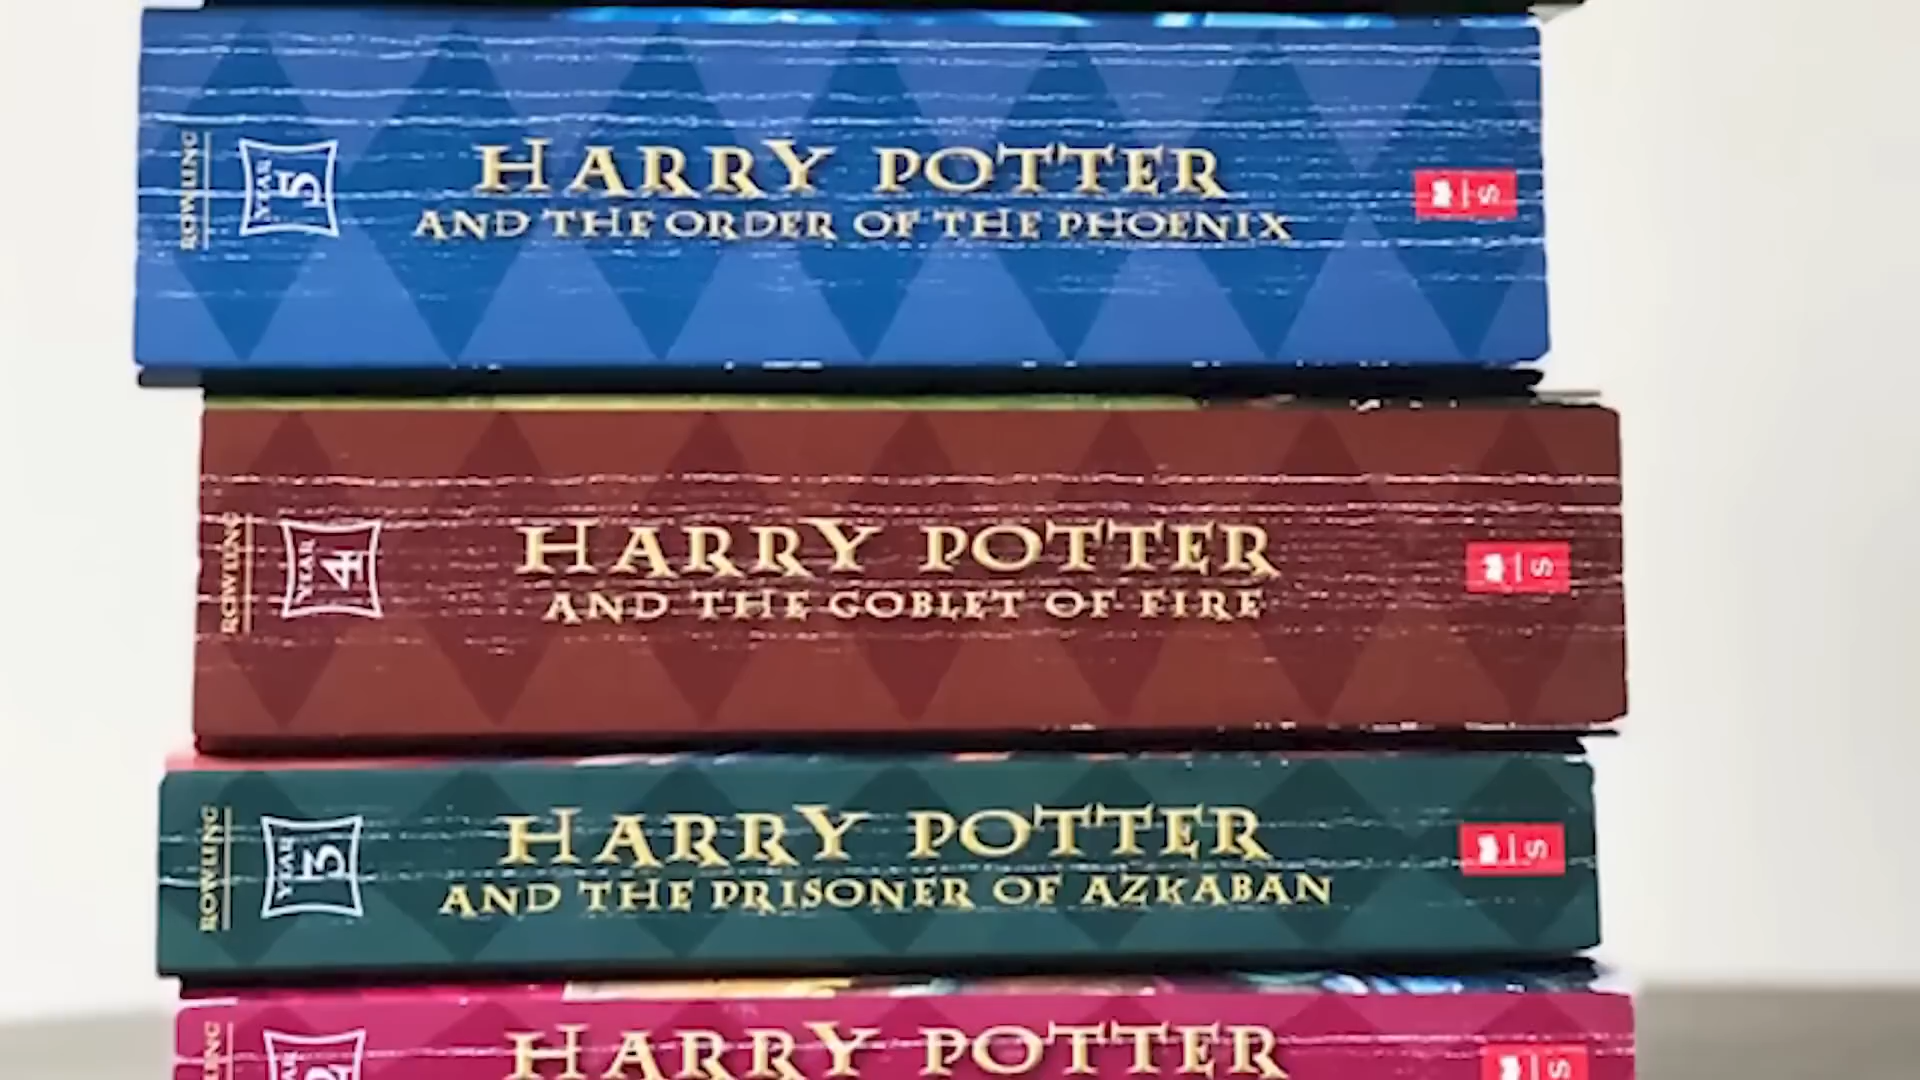 ROWLING
YEAR
5
HARRY POTTER
AND THE ORDER OF THE PHOENIX
S
ROWLING
YEAR
4
HARRY POTTER
AND THE GOBLET OF FIRE
S
ROWLING
YEAR
3
HARRY POTTER
AND THE PRISONER OF AZKABAN
S
HARRY POTTER
S